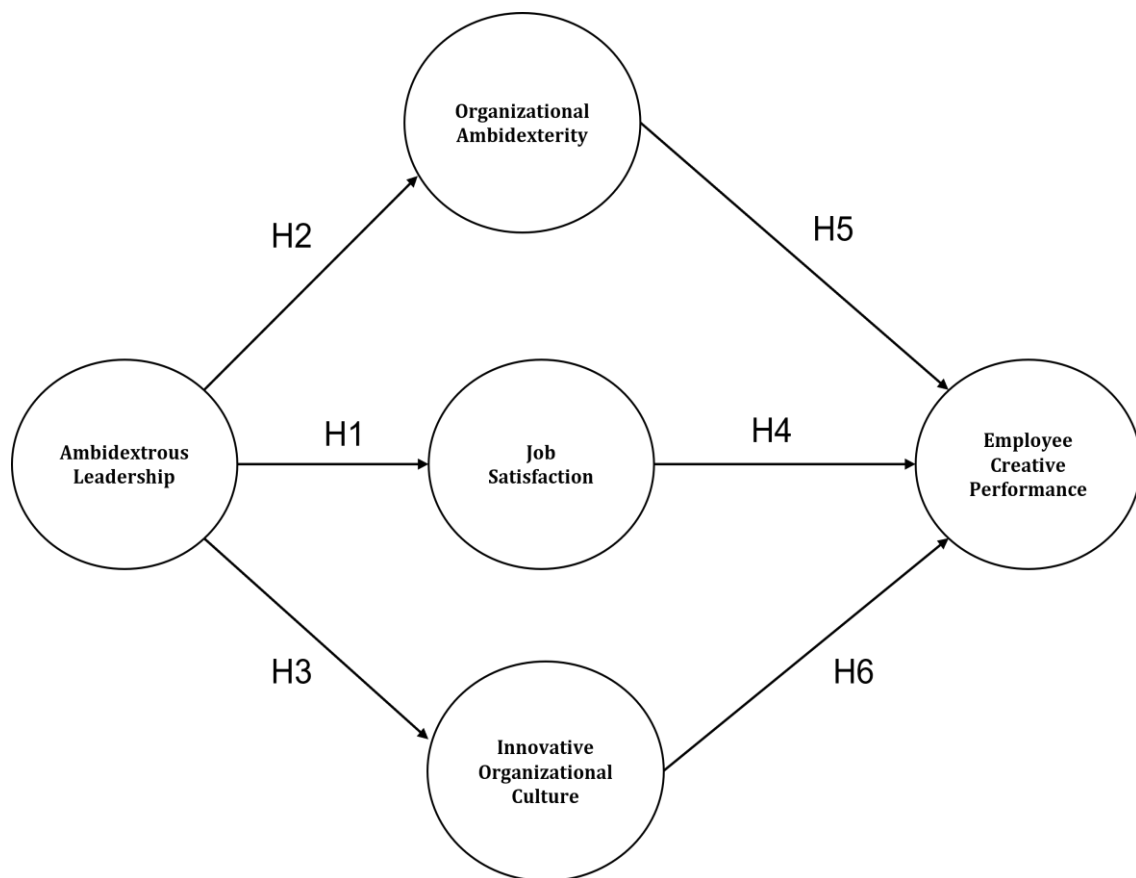 Organizational
Ambidexterity
H2
H5
Ambidextrous
Leadership
H1
Job
Satisfaction
H4
Employee
Creative
Performance
H3
H6
Innovative
Organizational
Culture